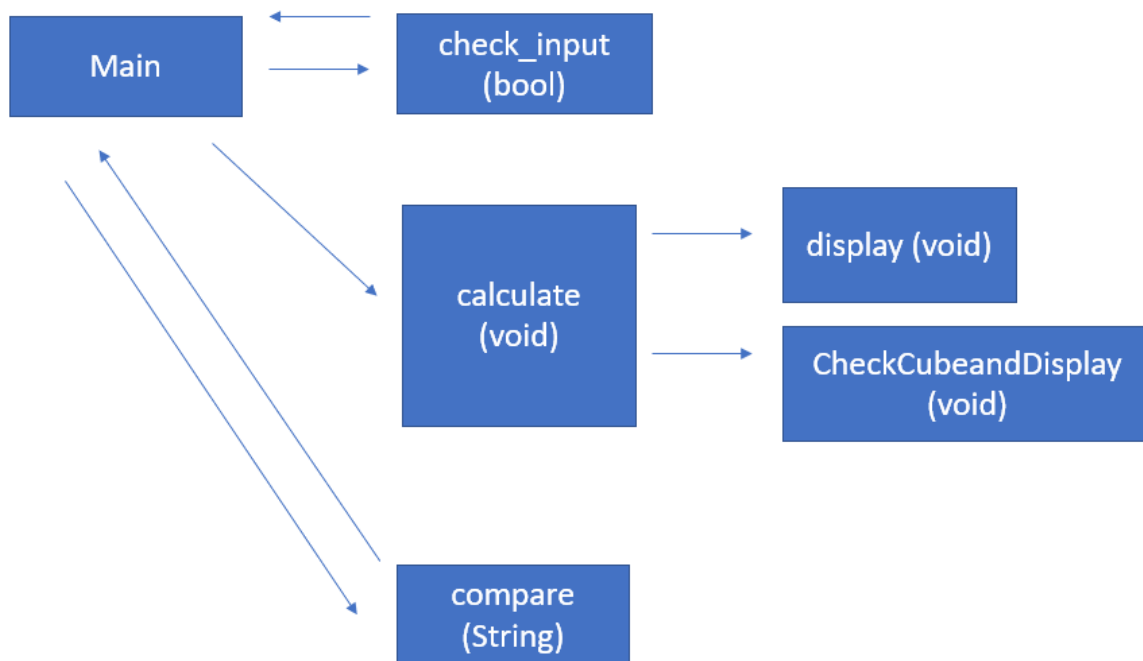 Main
check_input
(bool)
calculate
(void)
display (void)
CheckCubeandDisplay
(void)
compare
(String)